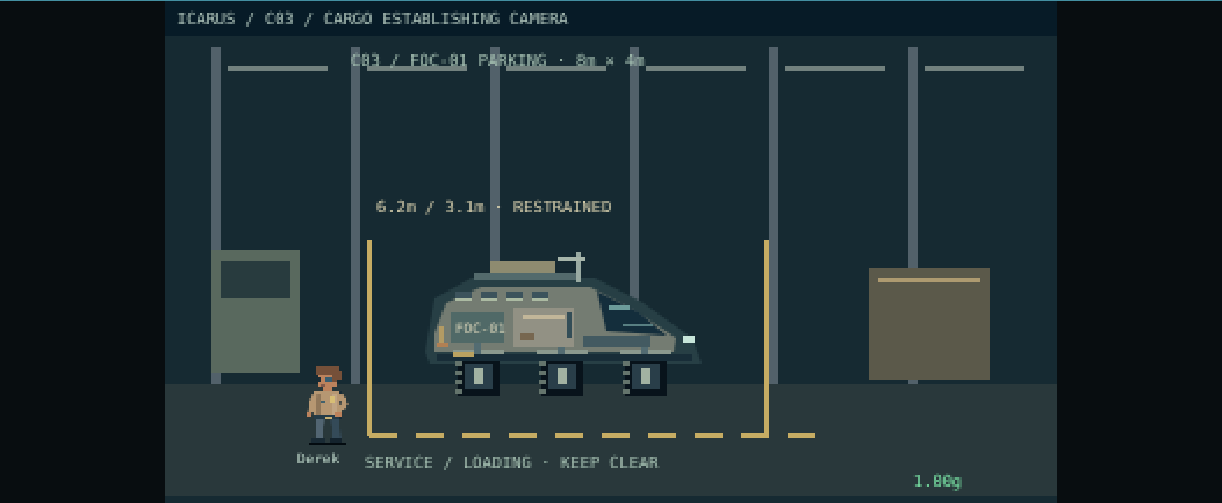 ICARUS / C03 / CARGO ESTABLISHING CAMERA
C03 / FOC-01 PARKING · 8m × 4m
6.2m / 3.1m · RESTRAINED
FOC-01
Derek
SERVICE / LOADING · KEEP CLEAR
1.00g